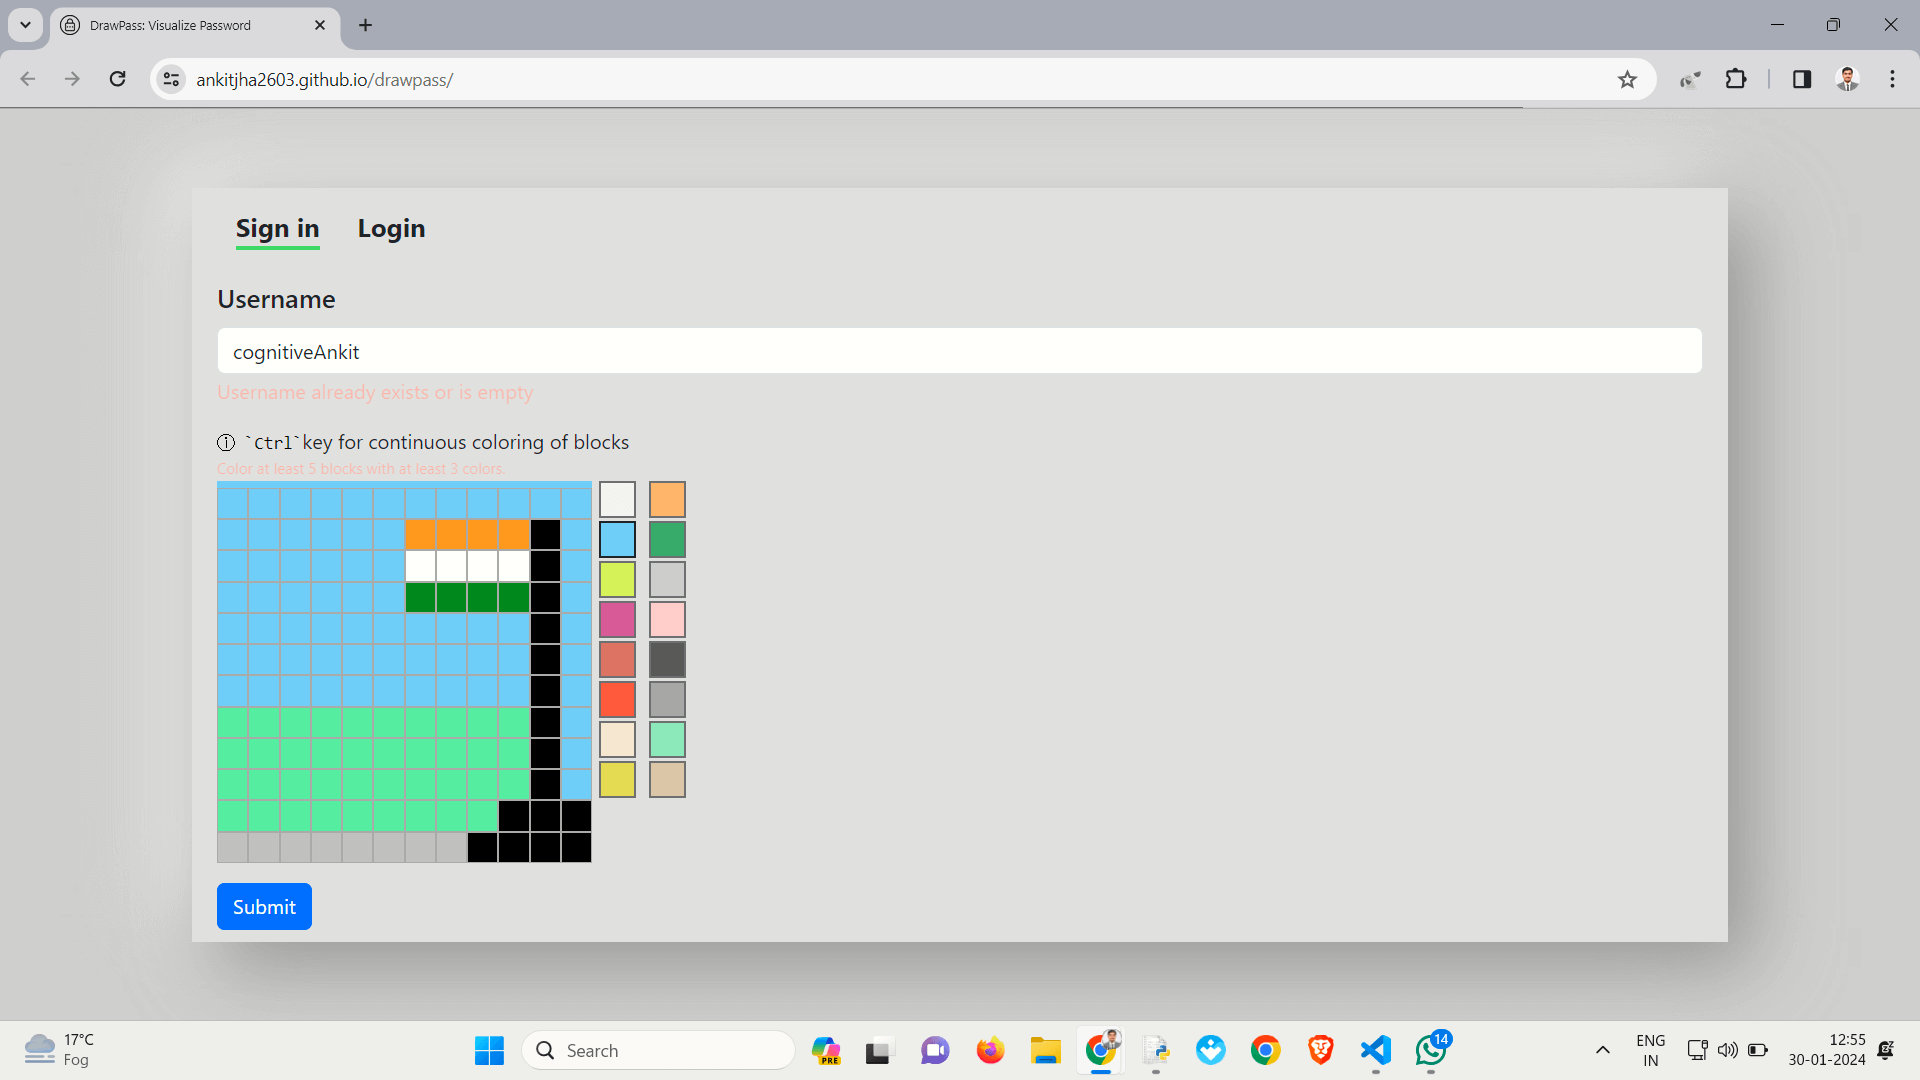 DrawPass: Visualize Password
ankitjha2603.github.io/drawpass/
Sign in Login
Username
cognitiveAnkit
Username already exists or is empty
`Ctrl`key for continuous coloring of blocks
Color at least 5 blocks with at least 3 colors.
Submit
17°C
Fog
Search
PRE
14
ENG
IN
12:55
30-01-2024